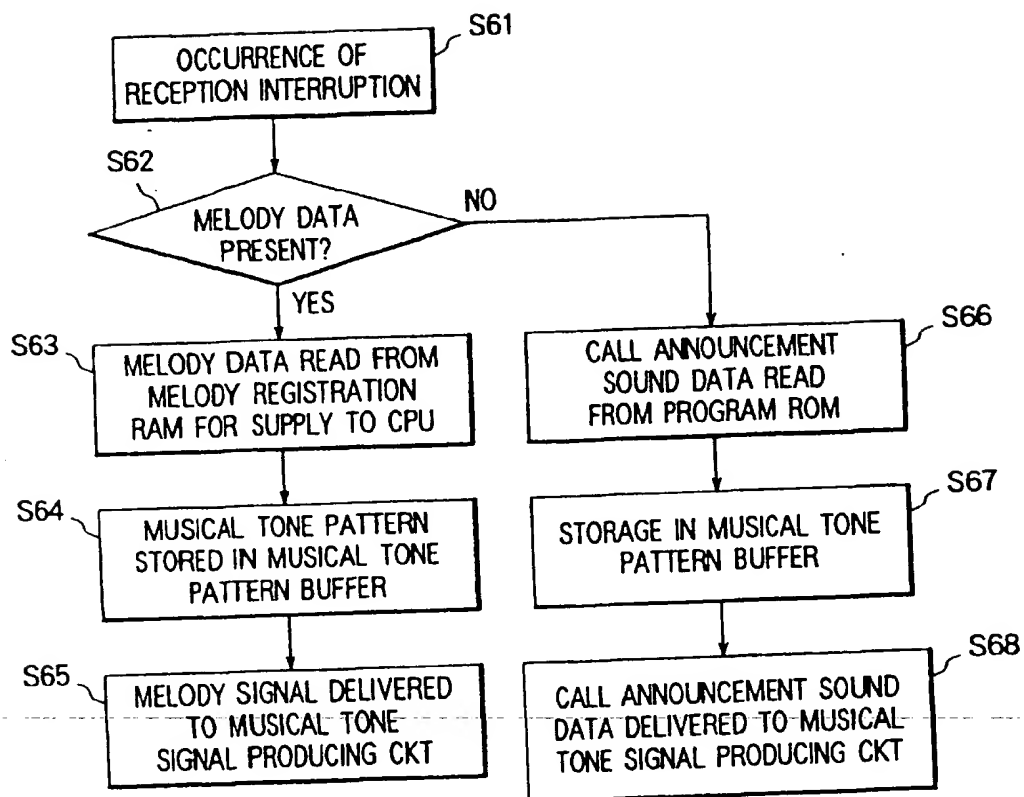 S61
OCCURRENCE OF
RECEPTION INTERRUPTION
S62
MELODY DATA
PRESENT?
NO
YES
S63
MELODY DATA READ FROM
MELODY REGISTRATION
RAM FOR SUPPLY TO CPU
S64
MUSICAL TONE PATTERN
STORED IN MUSICAL TONE
PATTERN BUFFER
S65
MELODY SIGNAL DELIVERED
TO MUSICAL TONE
SIGNAL PRODUCING CKT
S66
CALL ANNOUNCEMENT
SOUND DATA READ
FROM PROGRAM ROM
S67
STORAGE IN MUSICAL TONE
PATTERN BUFFER
S68
CALL ANNOUNCEMENT SOUND
DATA DELIVERED TO MUSICAL
TONE SIGNAL PRODUCING CKT